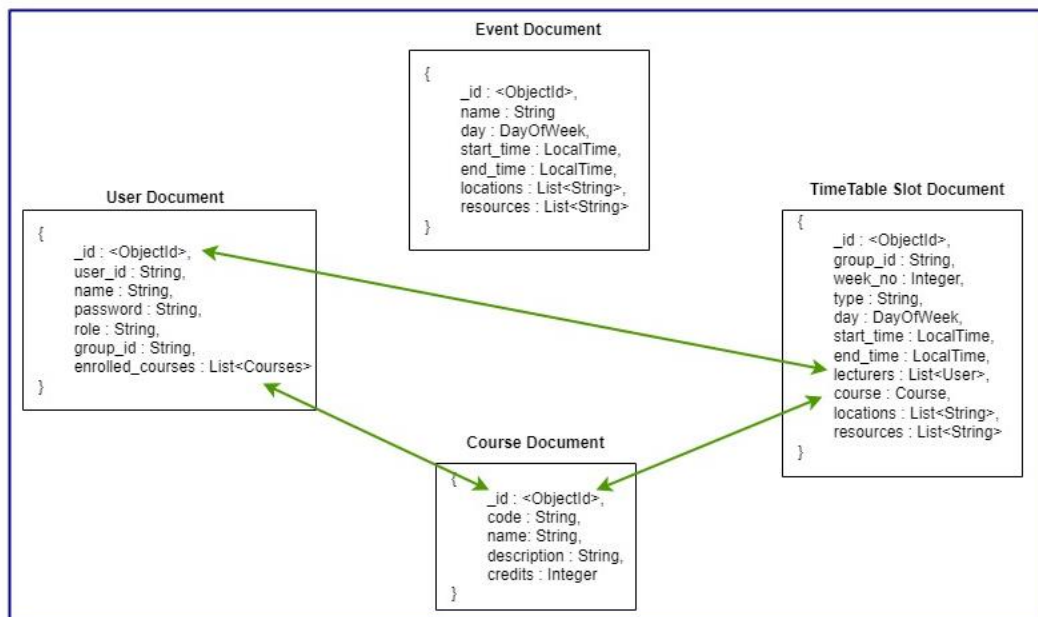 Event Document
{
_id : <ObjectId>,
name : String
day : DayOfWeek,
start_time : LocalTime,
end_time : LocalTime,
locations : List<String>,
resources : List<String>
}
User Document
{
_id : <ObjectId>,
user_id : String,
name : String,
password : String,
role : String,
group_id : String,
enrolled_courses : List<Courses>
}
TimeTable Slot Document
{
_id : <ObjectId>,
group_id : String,
week_no : Integer,
type : String,
day : DayOfWeek,
start_time : LocalTime,
end_time : LocalTime,
lecturers : List<User>,
course : Course,
locations : List<String>,
resources : List<String>
}
Course Document
{
_id : <ObjectId>,
code : String,
name: String,
description : String,
credits : Integer
}